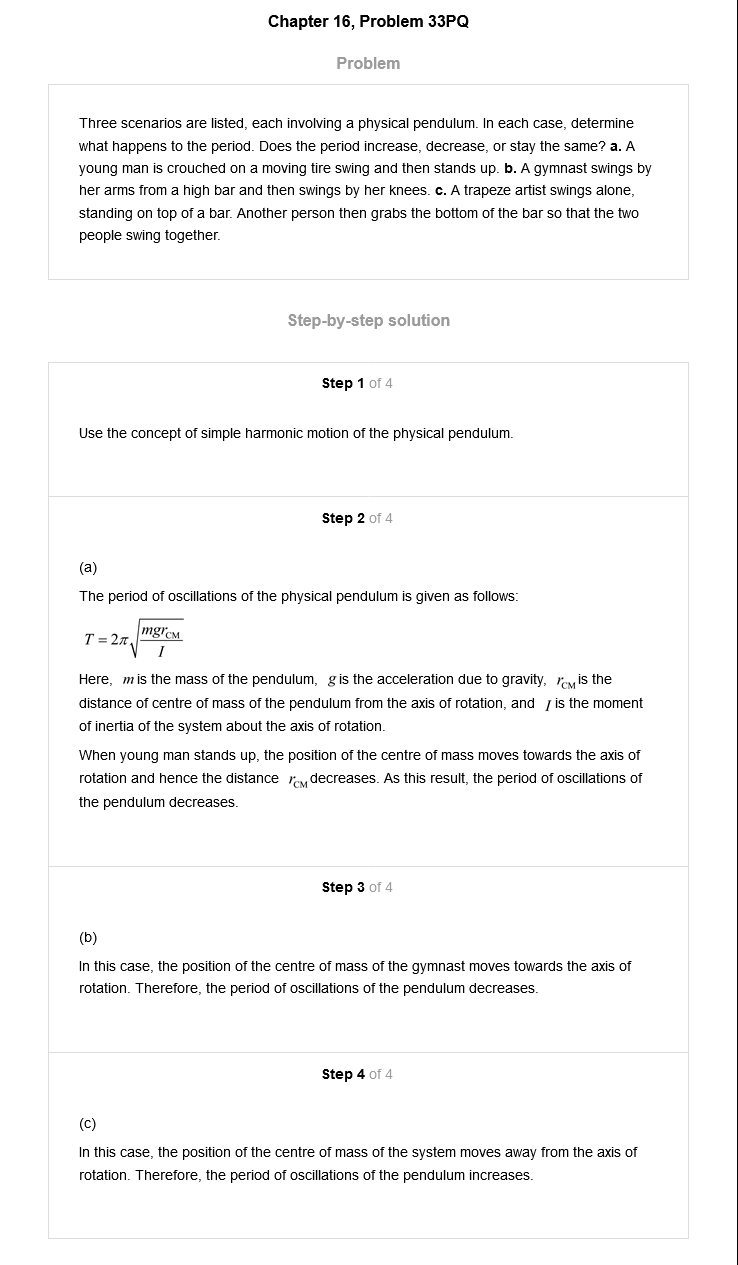 Chapter 16, Problem 33PQ
Problem
Three scenarios are listed, each involving a physical pendulum. In each case, determine
what happens to the period. Does the period increase, decrease, or stay the same? a. A
young man is crouched on a moving tire swing and then stands up. b. A gymnast swings by
her arms from a high bar and then swings by her knees. c. A trapeze artist swings alone,
standing on top of a bar. Another person then grabs the bottom of the bar so that the two
people swing together.
Step-by-step solution
Step 1 of 4
Use the concept of simple harmonic motion of the physical pendulum.
Step 2 of 4
(a)
The period of oscillations of the physical pendulum is given as follows:
T = 2π√(mgr_CM / I)
Here, m is the mass of the pendulum, g is the acceleration due to gravity, r_CM is the
distance of centre of mass of the pendulum from the axis of rotation, and I is the moment
of inertia of the system about the axis of rotation.
When young man stands up, the position of the centre of mass moves towards the axis of
rotation and hence the distance r_CM decreases. As this result, the period of oscillations of
the pendulum decreases.
Step 3 of 4
(b)
In this case, the position of the centre of mass of the gymnast moves towards the axis of
rotation. Therefore, the period of oscillations of the pendulum decreases.
Step 4 of 4
(c)
In this case, the position of the centre of mass of the system moves away from the axis of
rotation. Therefore, the period of oscillations of the pendulum increases.